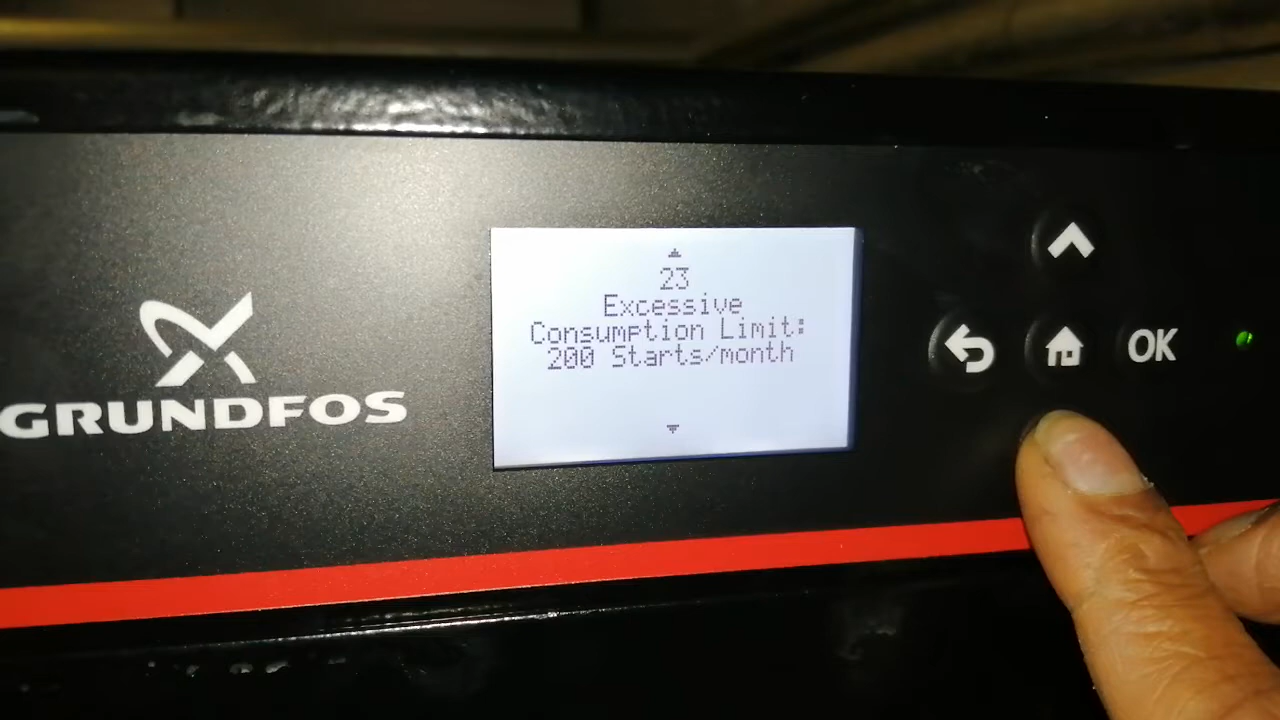 GRUNDFOS
23
Excessive
Consumption Limit:
200 Starts/month
OK